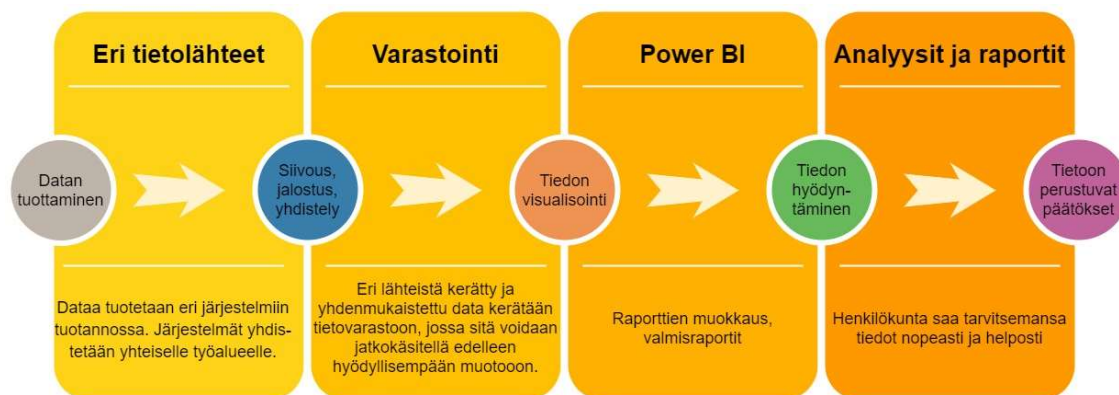 Eri tietolähteet
Varastointi
Power BI
Analyysit ja raportit
Datan
tuottaminen
Siivous,
jalostus,
yhdistely
Tiedon
visualisointi
Tiedon
hyödyn-
täminen
Tietoon
perustuvat
päätökset
Dataa tuotetaan eri järjestelmiin
tuotannossa. Järjestelmät yhdis-
tetään yhteiselle työalueelle.
Eri lähteistä kerätty ja
yhdenmukaistettu data kerätään
tietovarastoon, jossa sitä voidaan
jatkokäsitellä edelleen
hyödyllisempään muotooon.
Raporttien muokkaus,
valmisraportit
Henkilökunta saa tarvitsemansa
tiedot nopeasti ja helposti